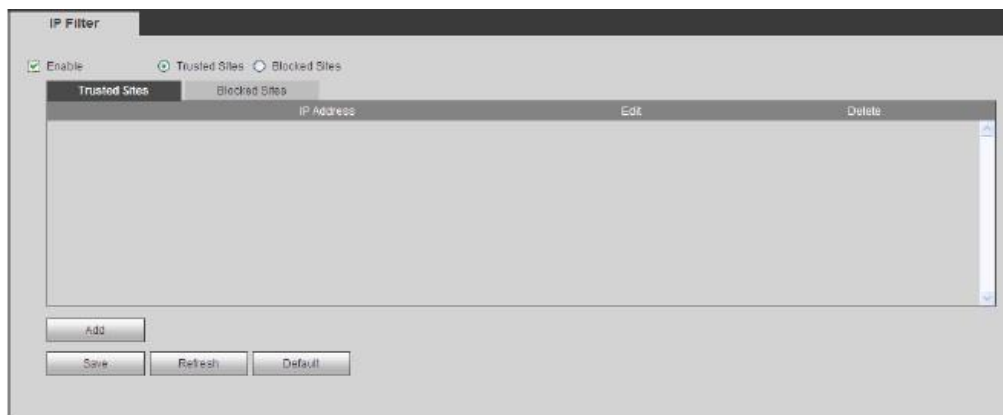 IP Filter
Enable Trusted Sites Blocked Sites
Trusted Sites Blocked Sites
IP Address Edit Delete
Add
Save Refresh Default